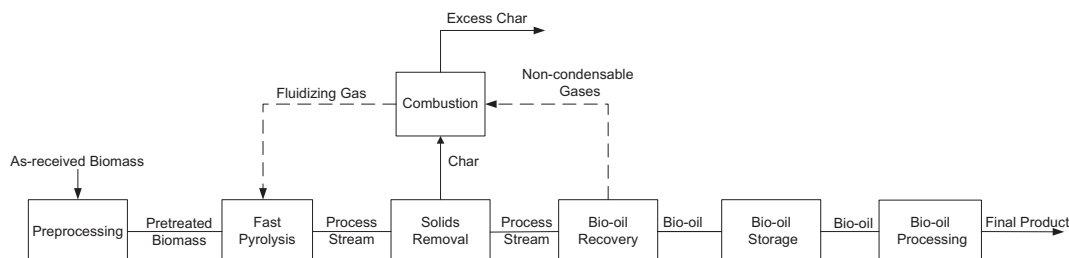 Excess Char
Non-condensable
Gases
Fluidizing Gas
Combustion
As-received Biomass
Char
Preprocessing
Pretreated
Biomass
Fast
Pyrolysis
Process
Stream
Solids
Removal
Process
Stream
Bio-oil
Recovery
Bio-oil
Bio-oil
Storage
Bio-oil
Bio-oil
Processing
Final Product